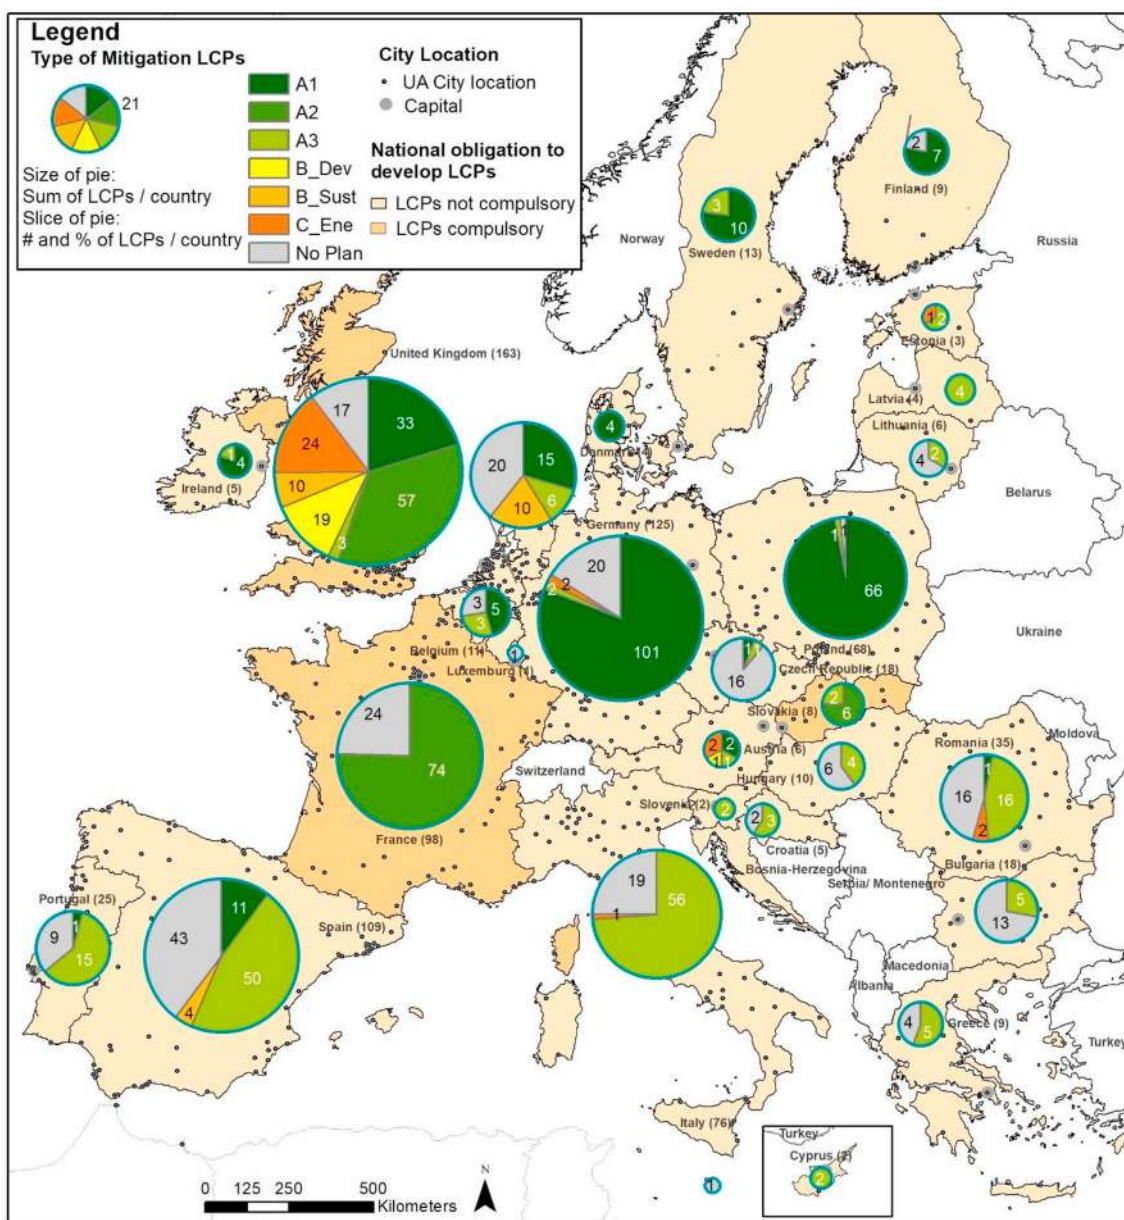 Legend
Type of Mitigation LCPs
21
Size of pie:
Sum of LCPs / country
Slice of pie:
# and % of LCPs / country
A1
A2
A3
B_Dev
B_Sust
C_Ene
No Plan
City Location
UA City location
Capital
National obligation to
develop LCPs
LCPs not compulsory
LCPs compulsory
2
7
Finland (9)
3
10
Sweden (13)
Norway
Russia
1 2
Estonia (3)
4
Latvia (4)
Lithuania (6)
4 2
Belarus
United Kingdom (163)
17
33
24
10
57
19
3
1
4
Ireland (5)
4
20
15
10
6
Germany (125)
20
2
2
101
1 1
66
Poland (68)
Ukraine
3
5
3
Belgium (11)
Luxemburg (1)
1
1 1
16
Czech Republic (18)
Slovakia (8)
2
6
2 2
1 1
Austria (6)
Hungary (10)
6 4
Moldova
Romania (35)
1
16 16
2
24
74
France (98)
Switzerland
Slovenia (2)
2
2 3
Croatia (5)
Bosnia-Herzegovina
Serbia/ Montenegro
Bulgaria (18)
5
13
Macedonia
Albania
4
5
Greece (9)
Turkey
Portugal (25)
1
9
15
Spain (109)
11
43
50
4
19
56
1
Italy (76)
1
Turkey
Cyprus (2)
2
0 125 250 500
Kilometers
N